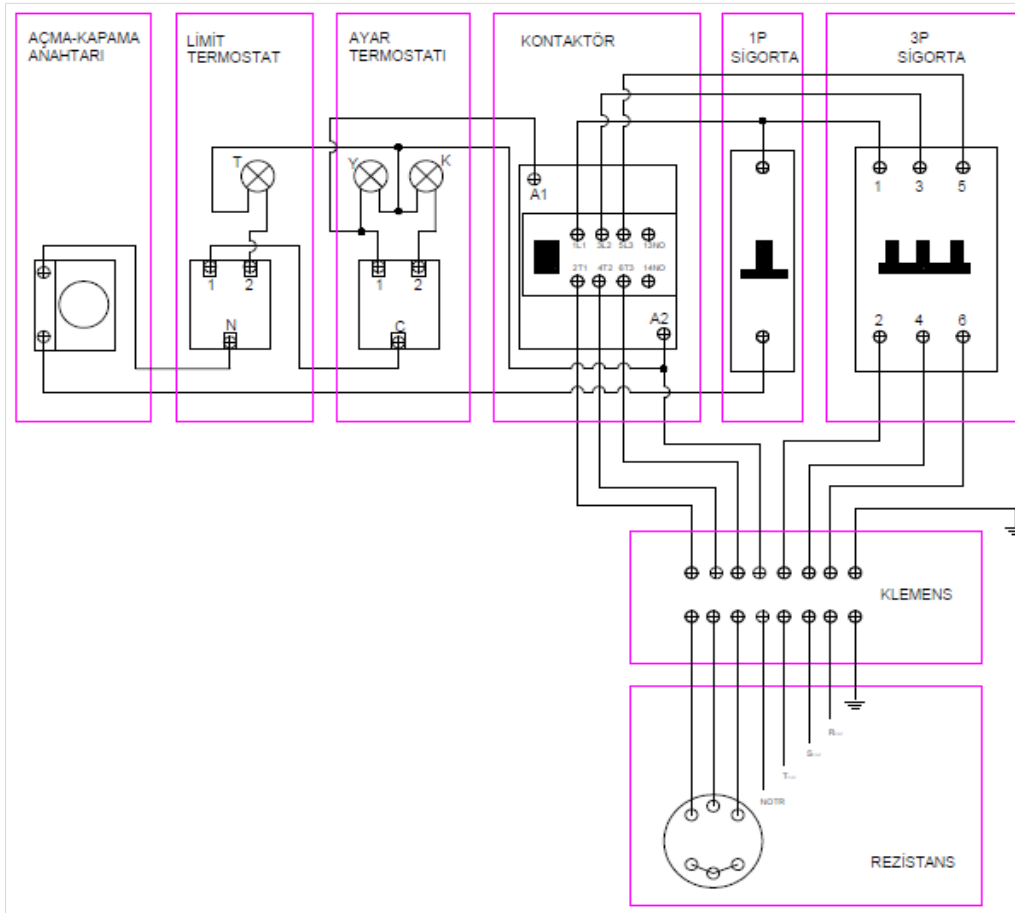 AÇMA-KAPAMA
ANAHTARI
LİMİT
TERMOSTAT
AYAR
TERMOSTATI
KONTAKTÖR
1P
SİGORTA
3P
SİGORTA
T
Y
K
A1
1 3 5
1L1 3L2 5L3 13NO
2T1 4T2 6T3 14NO
1 2
1 2
N
C
A2
2 4 6
KLEMENS
R---
S---
T---
NOTR
REZİSTANS